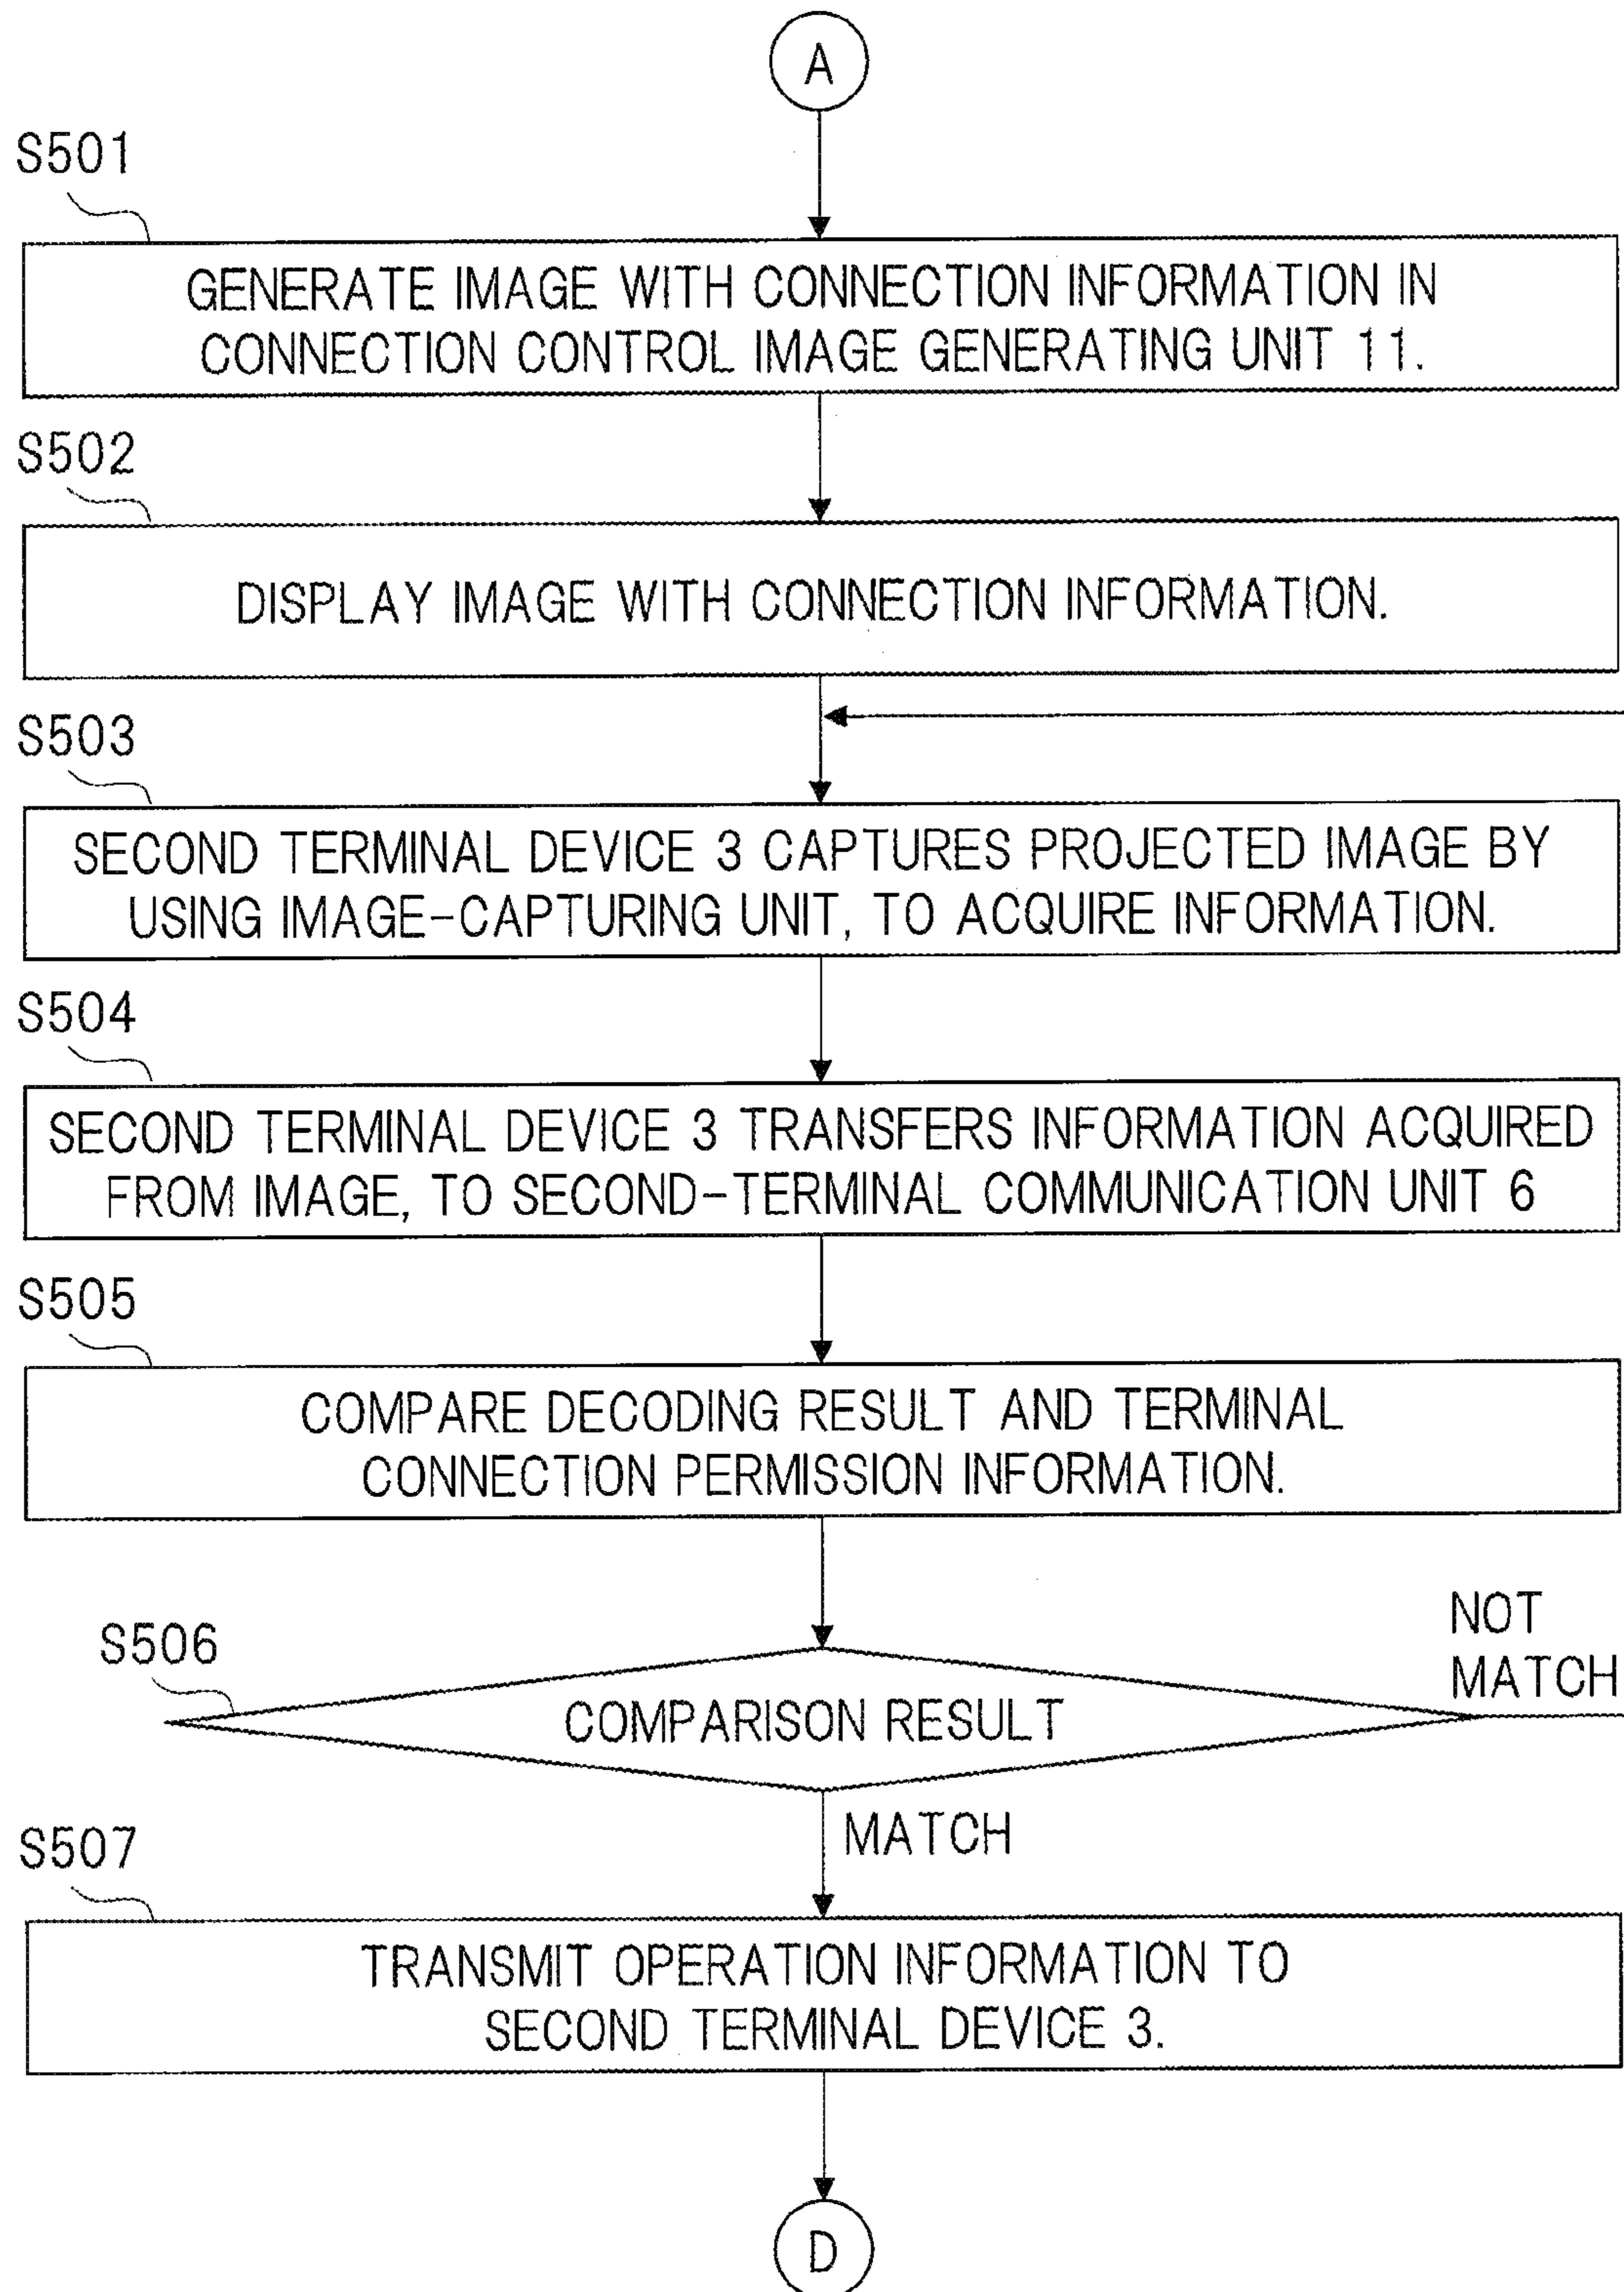 A
S501
GENERATE IMAGE WITH CONNECTION INFORMATION IN
CONNECTION CONTROL IMAGE GENERATING UNIT 11.
S502
DISPLAY IMAGE WITH CONNECTION INFORMATION.
S503
SECOND TERMINAL DEVICE 3 CAPTURES PROJECTED IMAGE BY
USING IMAGE-CAPTURING UNIT, TO ACQUIRE INFORMATION.
S504
SECOND TERMINAL DEVICE 3 TRANSFERS INFORMATION ACQUIRED
FROM IMAGE, TO SECOND-TERMINAL COMMUNICATION UNIT 6
S505
COMPARE DECODING RESULT AND TERMINAL
CONNECTION PERMISSION INFORMATION.
S506
COMPARISON RESULT
NOT
MATCH
MATCH
S507
TRANSMIT OPERATION INFORMATION TO
SECOND TERMINAL DEVICE 3.
D